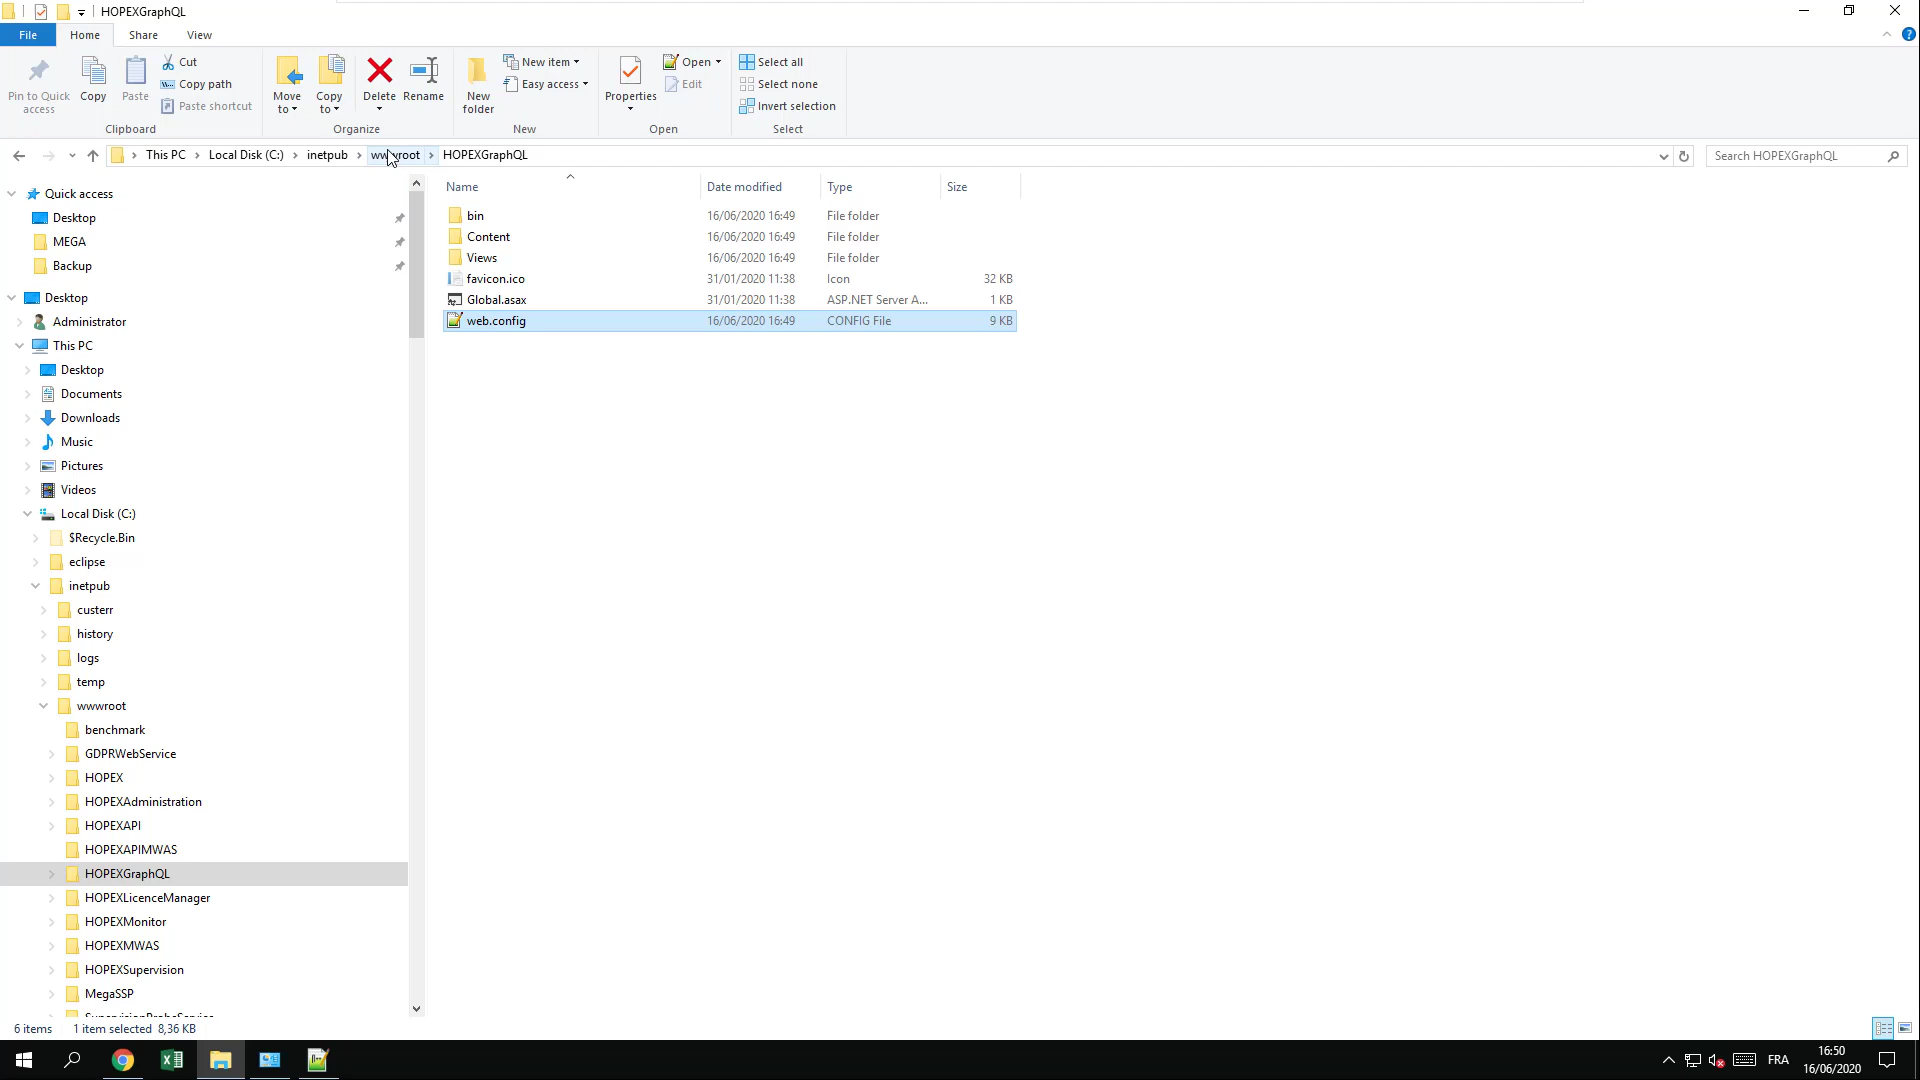 HOPEXGraphQL
File Home Share View
Pin to Quick access
Copy
Paste
Cut
Copy path
Paste shortcut
Clipboard
Move to
Copy to
Delete
Rename
Organize
New folder
New item
Easy access
New
Properties
Open
Edit
Open
Select all
Select none
Invert selection
Select
This PC Local Disk (C:) inetpub wwwroot HOPEXGraphQL
Search HOPEXGraphQL
Quick access
Desktop
MEGA
Backup
Desktop
Administrator
This PC
Desktop
Documents
Downloads
Music
Pictures
Videos
Local Disk (C:)
$Recycle.Bin
eclipse
inetpub
custerr
history
logs
temp
wwwroot
benchmark
GDPRWebService
HOPEX
HOPEXAdministration
HOPEXAPI
HOPEXAPIMWAS
HOPEXGraphQL
HOPEXLicenceManager
HOPEXMonitor
HOPEXMWAS
HOPEXSupervision
MegaSSP
Name Date modified Type Size
bin 16/06/2020 16:49 File folder
Content 16/06/2020 16:49 File folder
Views 16/06/2020 16:49 File folder
favicon.ico 31/01/2020 11:38 Icon 32 KB
Global.asax 31/01/2020 11:38 ASP.NET Server A... 1 KB
web.config 16/06/2020 16:49 CONFIG File 9 KB
6 items 1 item selected 8,36 KB
FRA
16:50
16/06/2020